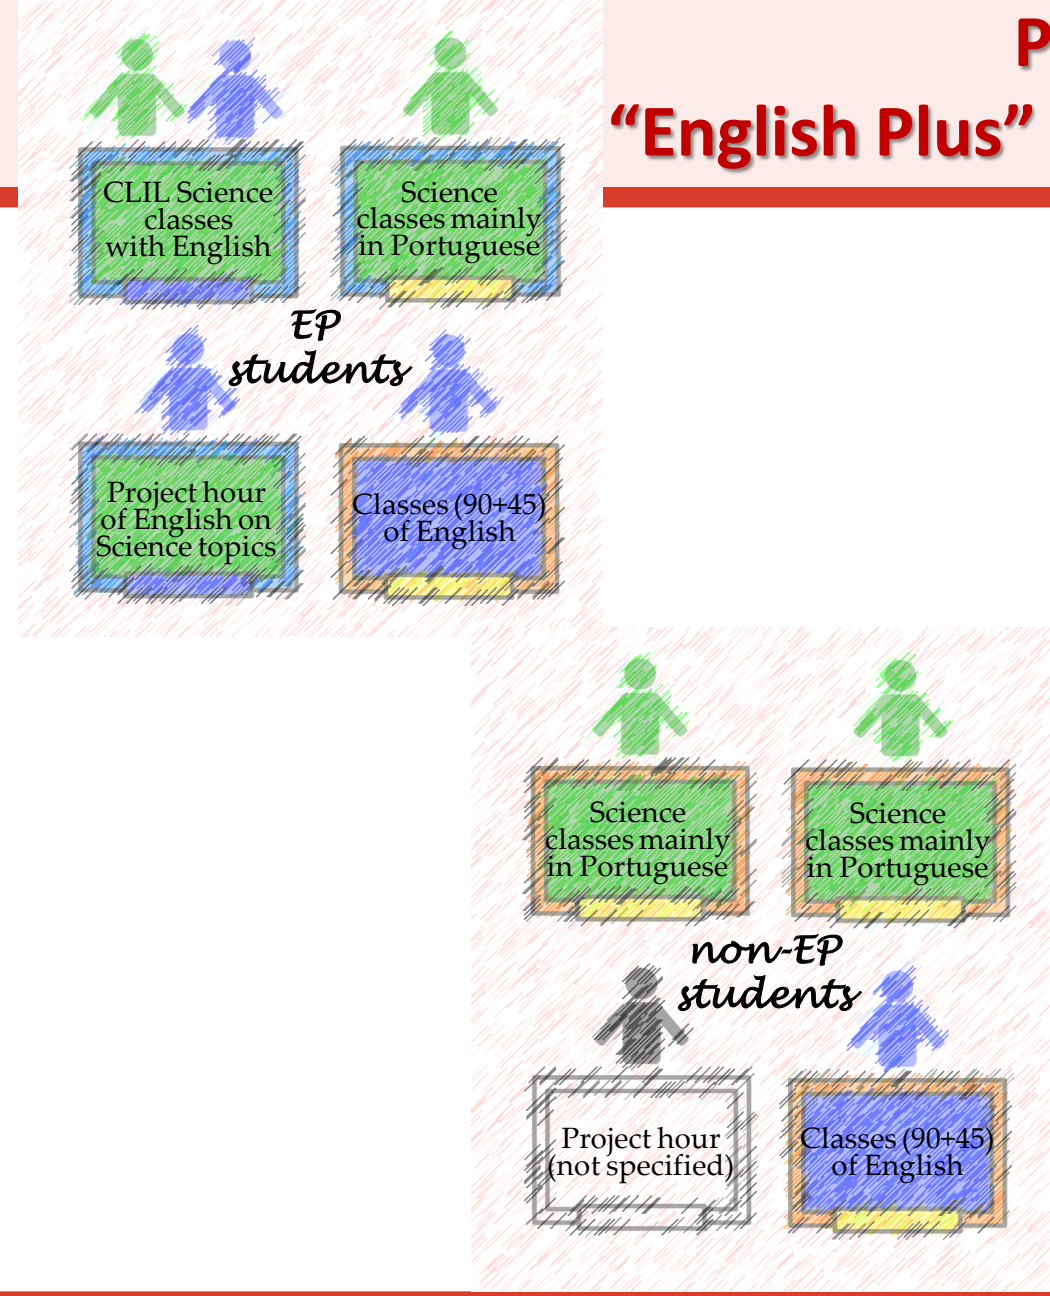 P
“English Plus”
CLIL Science
classes
with English
Science
classes mainly
in Portuguese
EP
students
Project hour
of English on
Science topics
Classes (90+45)
of English
Science
classes mainly
in Portuguese
Science
classes mainly
in Portuguese
non-EP
students
Project hour
(not specified)
Classes (90+45)
of English